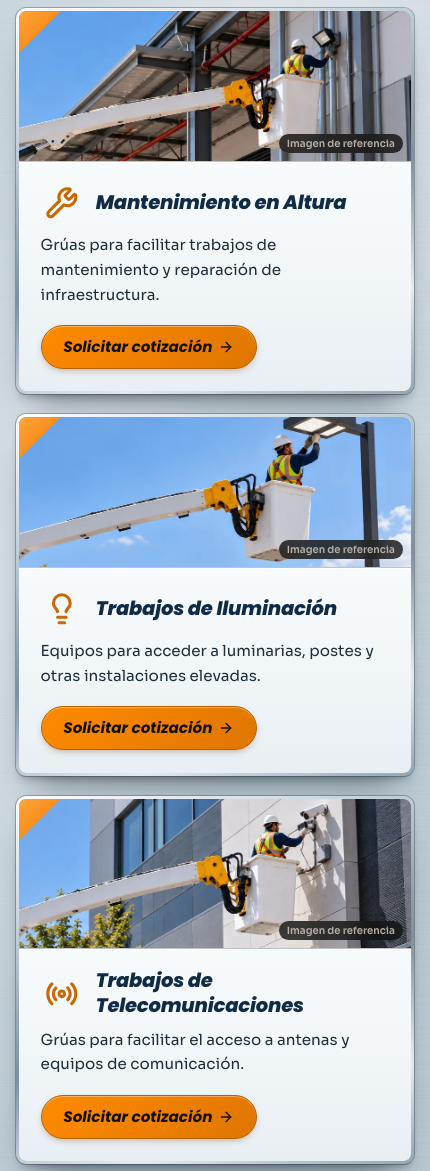 Imagen de referencia
Mantenimiento en Altura
Grúas para facilitar trabajos de
mantenimiento y reparación de
infraestructura.
Solicitar cotización →
Imagen de referencia
Trabajos de Iluminación
Equipos para acceder a luminarias, postes y
otras instalaciones elevadas.
Solicitar cotización →
Imagen de referencia
Trabajos de
Telecomunicaciones
Grúas para facilitar el acceso a antenas y
equipos de comunicación.
Solicitar cotización →